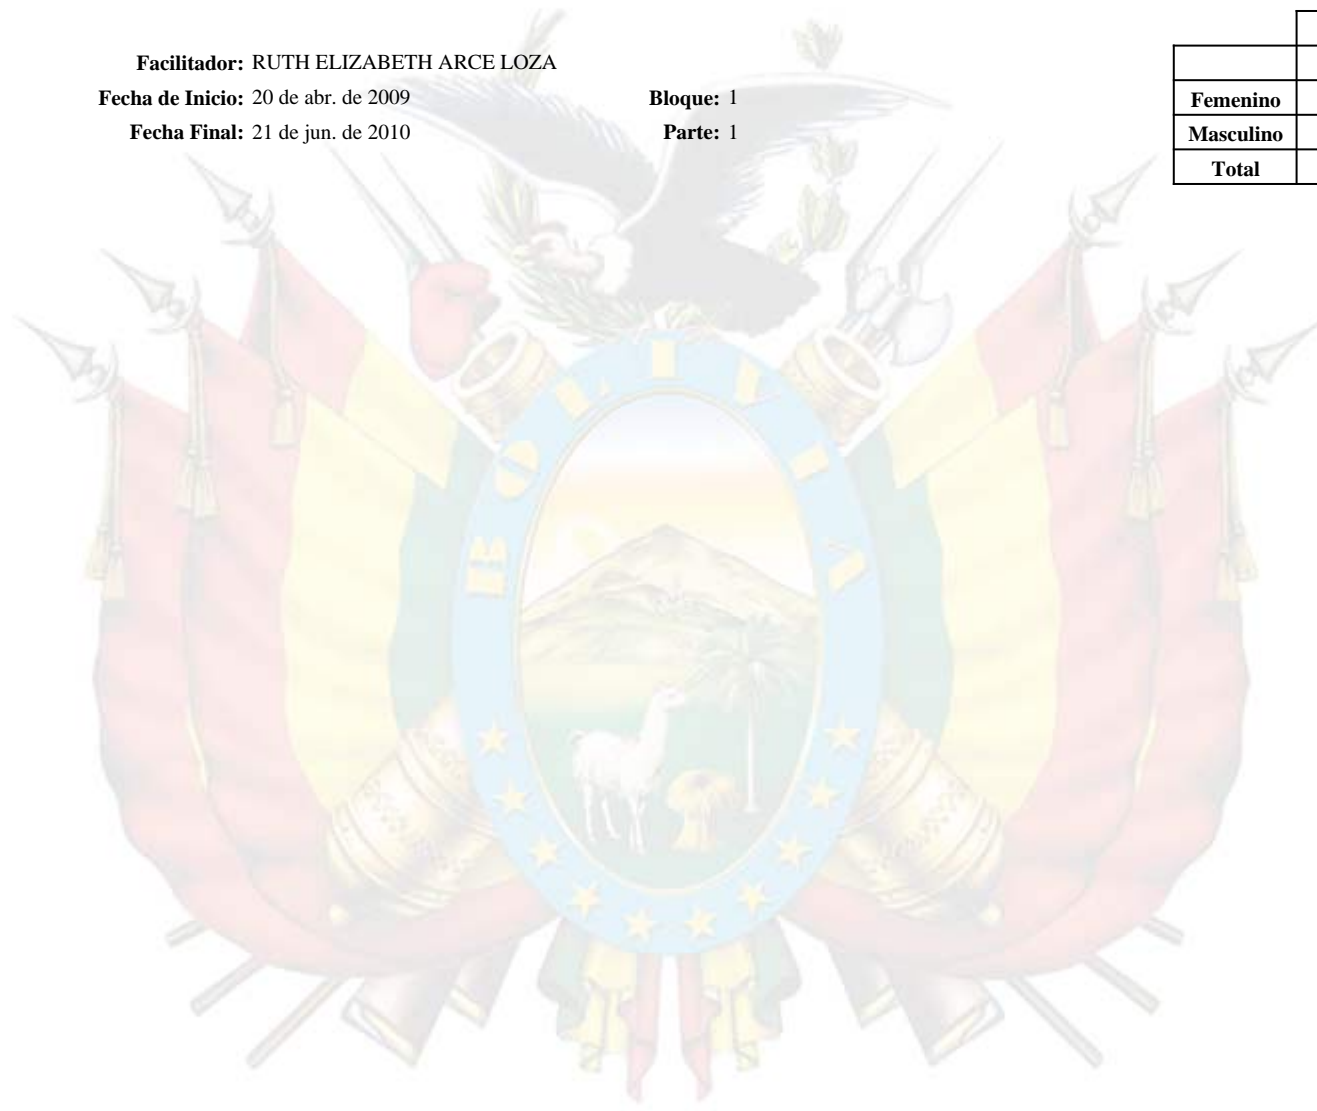 Facilitador: RUTH ELIZABETH ARCE LOZA
Fecha de Inicio: 20 de abr. de 2009 Bloque: 1
Fecha Final: 21 de jun. de 2010 Parte: 1
Femenino
Masculino
Total
BOLIVIA